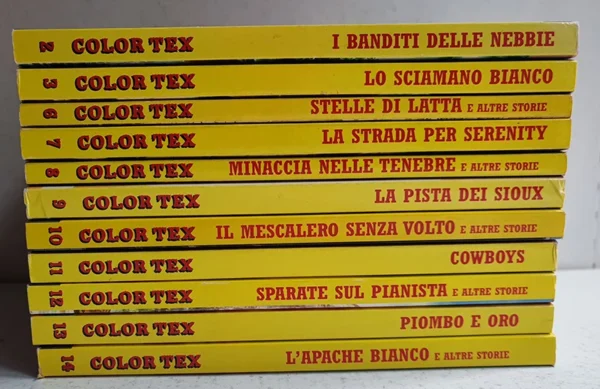 2 COLOR TEX I BANDITI DELLE NEBBIE
3 COLOR TEX LO SCIAMANO BIANCO
6 COLOR TEX STELLE DI LATTA E ALTRE STORIE
7 COLOR TEX LA STRADA PER SERENITY
8 COLOR TEX MINACCIA NELLE TENEBRE E ALTRE STORIE
9 COLOR TEX LA PISTA DEI SIOUX
10 COLOR TEX IL MESCALERO SENZA VOLTO E ALTRE STORIE
11 COLOR TEX COWBOYS
12 COLOR TEX SPARATE SUL PIANISTA E ALTRE STORIE
13 COLOR TEX PIOMBO E ORO
14 COLOR TEX L'APACHE BIANCO E ALTRE STORIE